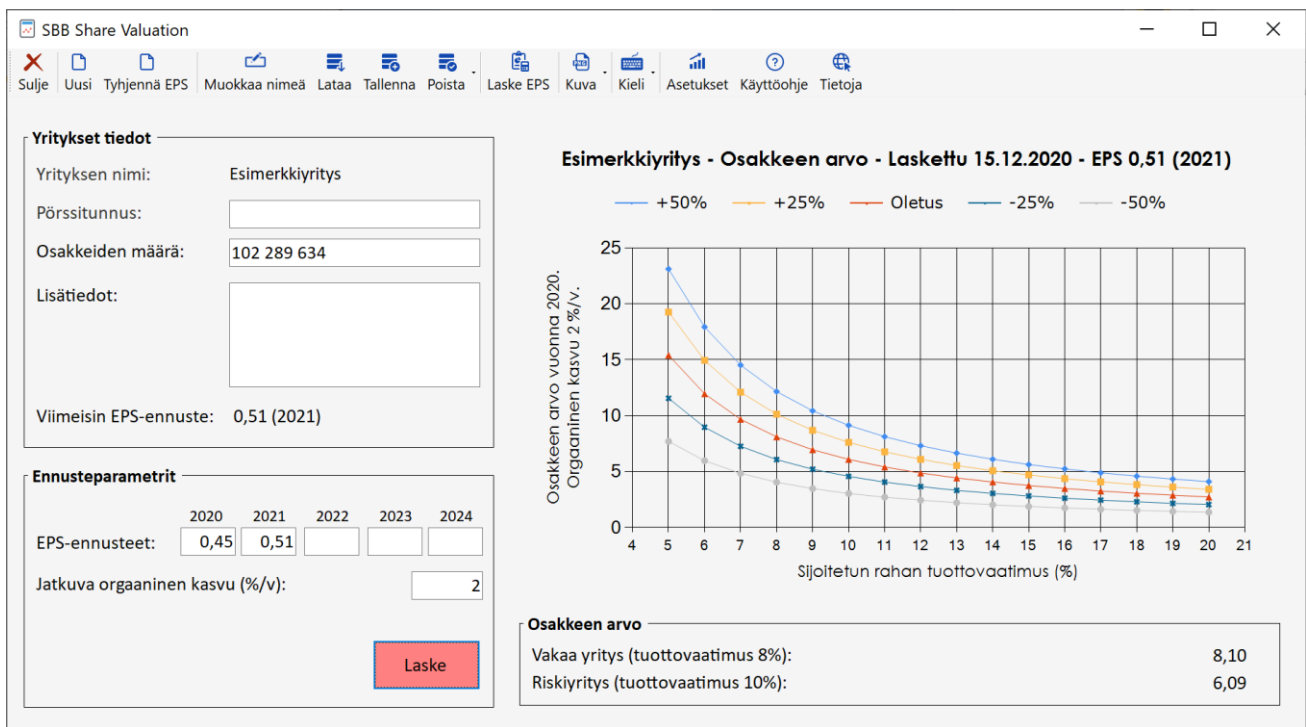 SBB Share Valuation
Sulje Uusi Tyhjennä EPS Muokkaa nimeä Lataa Tallenna Poista Laske EPS Kuva Kieli Asetukset Käyttöohje Tietoja
Yritykset tiedot
Yrityksen nimi: Esimerkkiyritys
Pörssitunnus:
Osakkeiden määrä: 102 289 634
Lisätiedot:
Viimeisin EPS-ennuste: 0,51 (2021)
Ennusteparametrit
2020 2021 2022 2023 2024
EPS-ennusteet: 0,45 0,51
Jatkuva orgaaninen kasvu (%/v): 2
Laske
Esimerkkiyritys - Osakkeen arvo - Laskettu 15.12.2020 - EPS 0,51 (2021)
+50% +25% Oletus -25% -50%
Osakkeen arvo vuonna 2020.
Orgaaninen kasvu 2 %/v.
25
20
15
10
5
0
4 5 6 7 8 9 10 11 12 13 14 15 16 17 18 19 20 21
Sijoitetun rahan tuottovaatimus (%)
Osakkeen arvo
Vakaa yritys (tuottovaatimus 8%): 8,10
Riskiyritys (tuottovaatimus 10%): 6,09